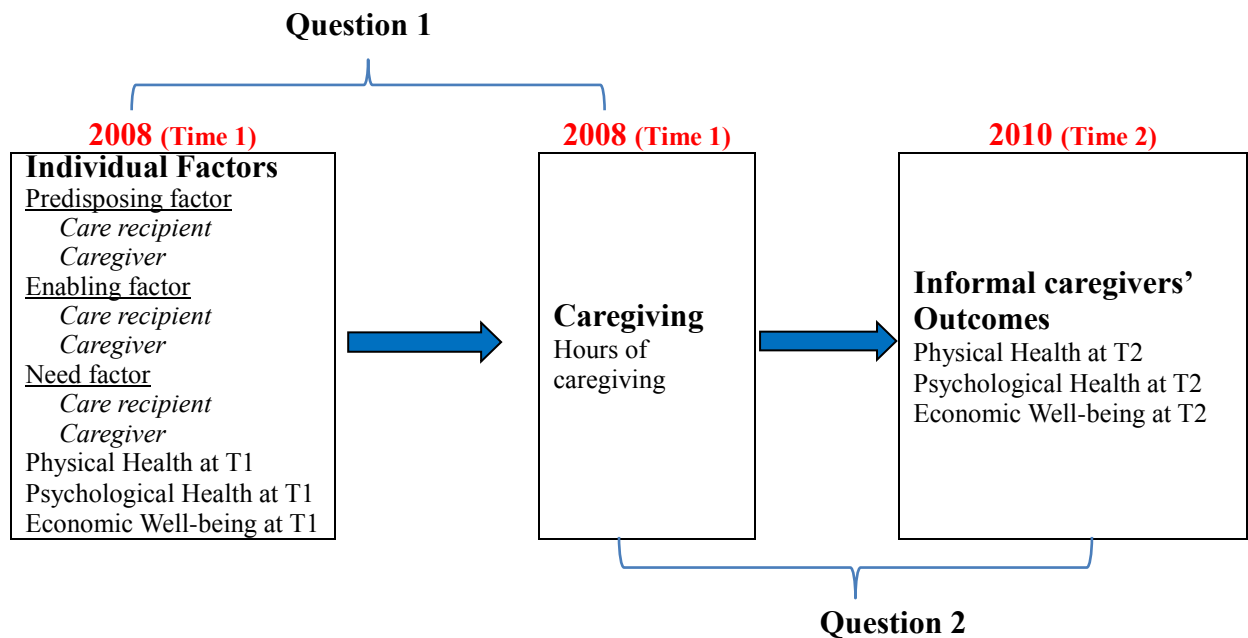 Question 1
2008 (Time 1)
Individual Factors
Predisposing factor
Care recipient
Caregiver
Enabling factor
Care recipient
Caregiver
Need factor
Care recipient
Caregiver
Physical Health at T1
Psychological Health at T1
Economic Well-being at T1
2008 (Time 1)
Caregiving
Hours of
caregiving
2010 (Time 2)
Informal caregivers’
Outcomes
Physical Health at T2
Psychological Health at T2
Economic Well-being at T2
Question 2